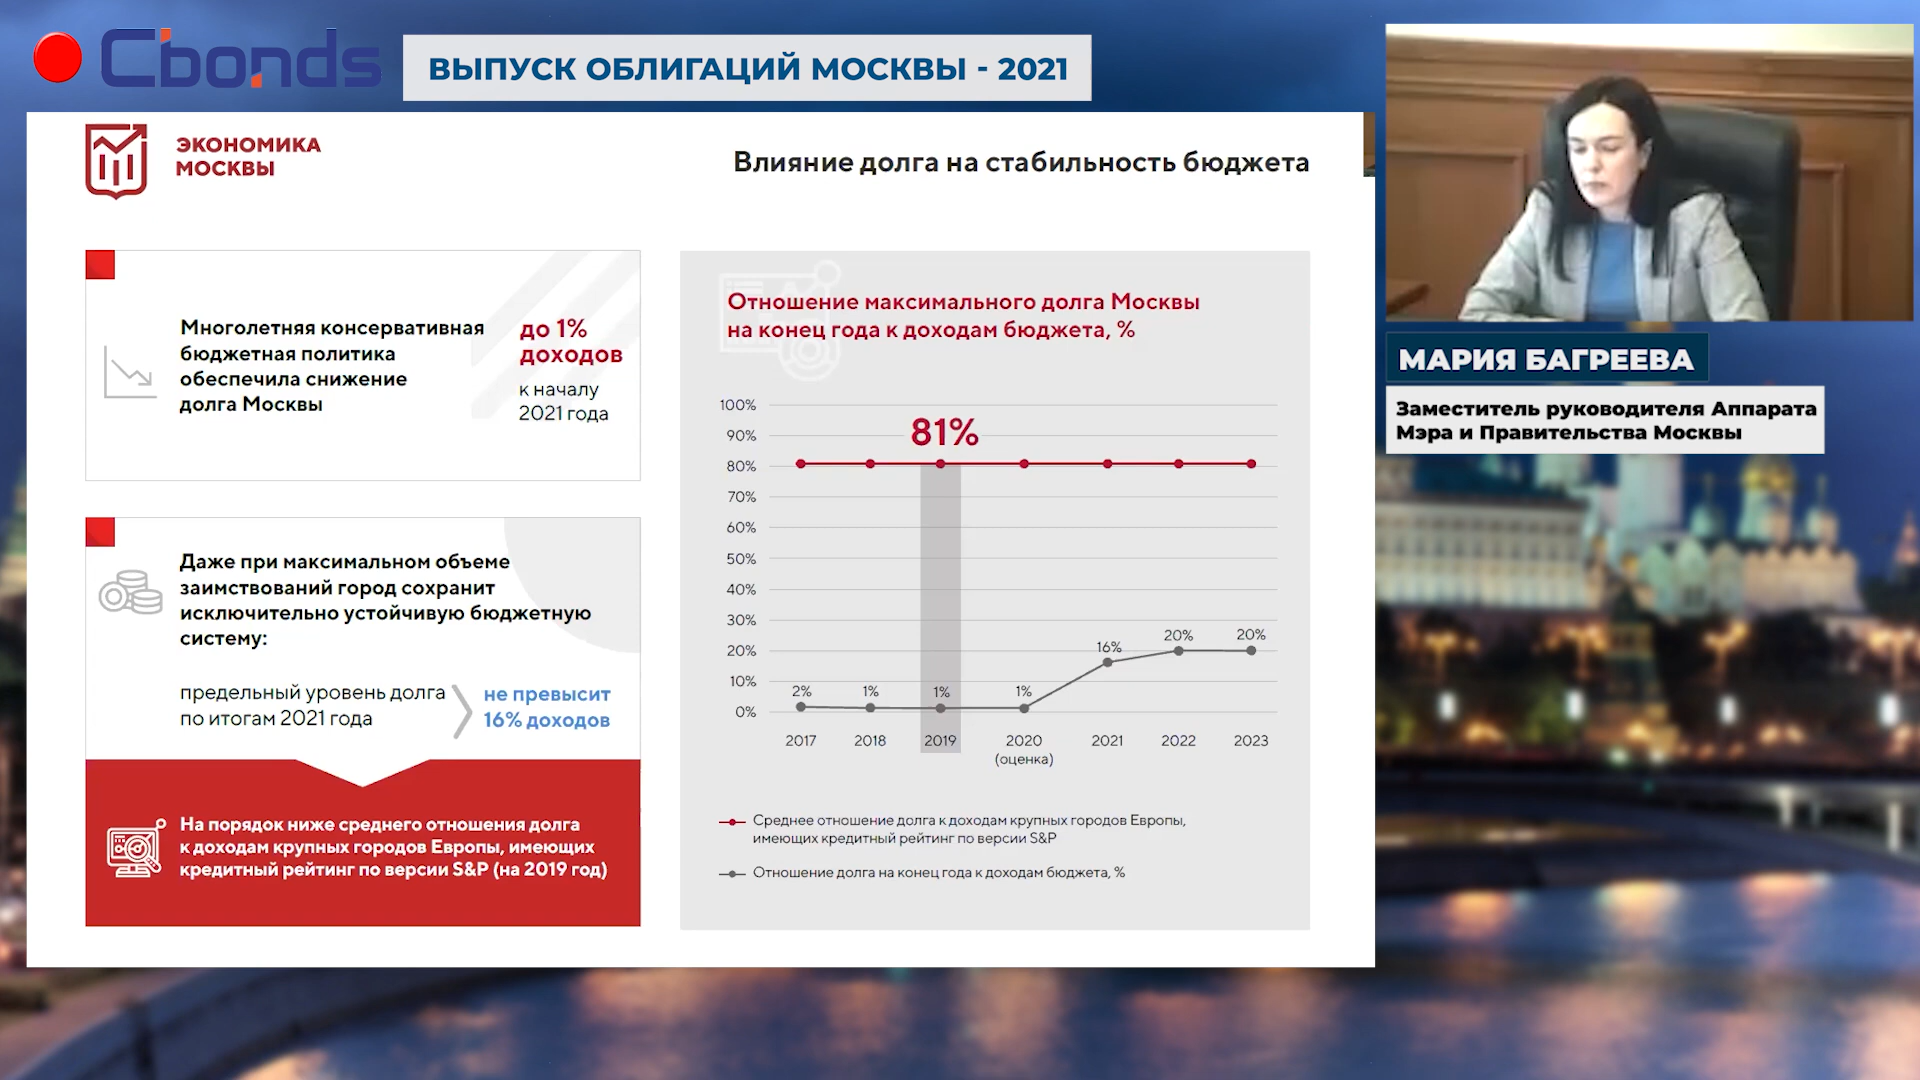 Cbonds
ВЫПУСК ОБЛИГАЦИЙ МОСКВЫ - 2021
ЭКОНОМИКА
МОСКВЫ
Влияние долга на стабильность бюджета
Многолетняя консервативная
бюджетная политика
обеспечила снижение
долга Москвы
до 1%
доходов
к началу
2021 года
Даже при максимальном объеме
заимствований город сохранит
исключительно устойчивую бюджетную
систему:
предельный уровень долга
по итогам 2021 года
не превысит
16% доходов
На порядок ниже среднего отношения долга
к доходам крупных городов Европы, имеющих
кредитный рейтинг по версии S&P (на 2019 год)
Отношение максимального долга Москвы
на конец года к доходам бюджета, %
100%
90%
80%
70%
60%
50%
40%
30%
20%
10%
0%
81%
2%
1%
1%
1%
16%
20%
20%
2017
2018
2019
2020
(оценка)
2021
2022
2023
Среднее отношение долга к доходам крупных городов Европы,
имеющих кредитный рейтинг по версии S&P
Отношение долга на конец года к доходам бюджета, %
МАРИЯ БАГРЕЕВА
Заместитель руководителя Аппарата
Мэра и Правительства Москвы